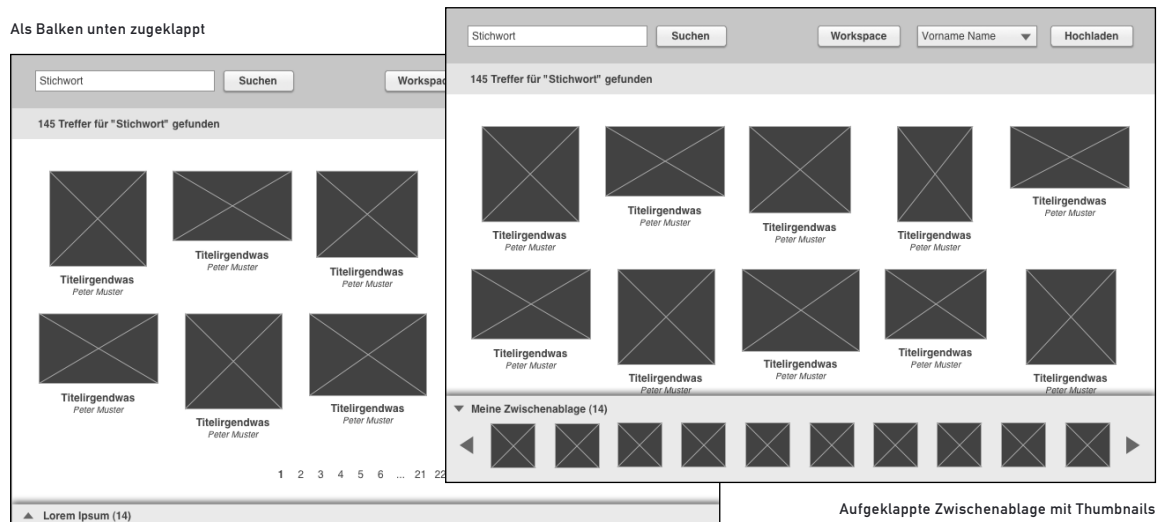 Als Balken unten zugeklappt
Stichwort
Suchen
145 Treffer für "Stichwort" gefunden
Titelirgendwas
Peter Muster
Titelirgendwas
Peter Muster
Titelirgendwas
Peter Muster
Titelirgendwas
Peter Muster
Titelirgendwas
Peter Muster
Titelirgendwas
Peter Muster
1 2 3 4 5 6 ... 21 22
Lorem Ipsum (14)
Stichwort
Suchen
Workspace
Vorname Name
Hochladen
145 Treffer für "Stichwort" gefunden
Titelirgendwas
Peter Muster
Titelirgendwas
Peter Muster
Titelirgendwas
Peter Muster
Titelirgendwas
Peter Muster
Titelirgendwas
Peter Muster
Titelirgendwas
Peter Muster
Titelirgendwas
Peter Muster
Titelirgendwas
Peter Muster
Titelirgendwas
Peter Muster
Titelirgendwas
Peter Muster
Meine Zwischenablage (14)
Aufgeklappte Zwischenablage mit Thumbnails